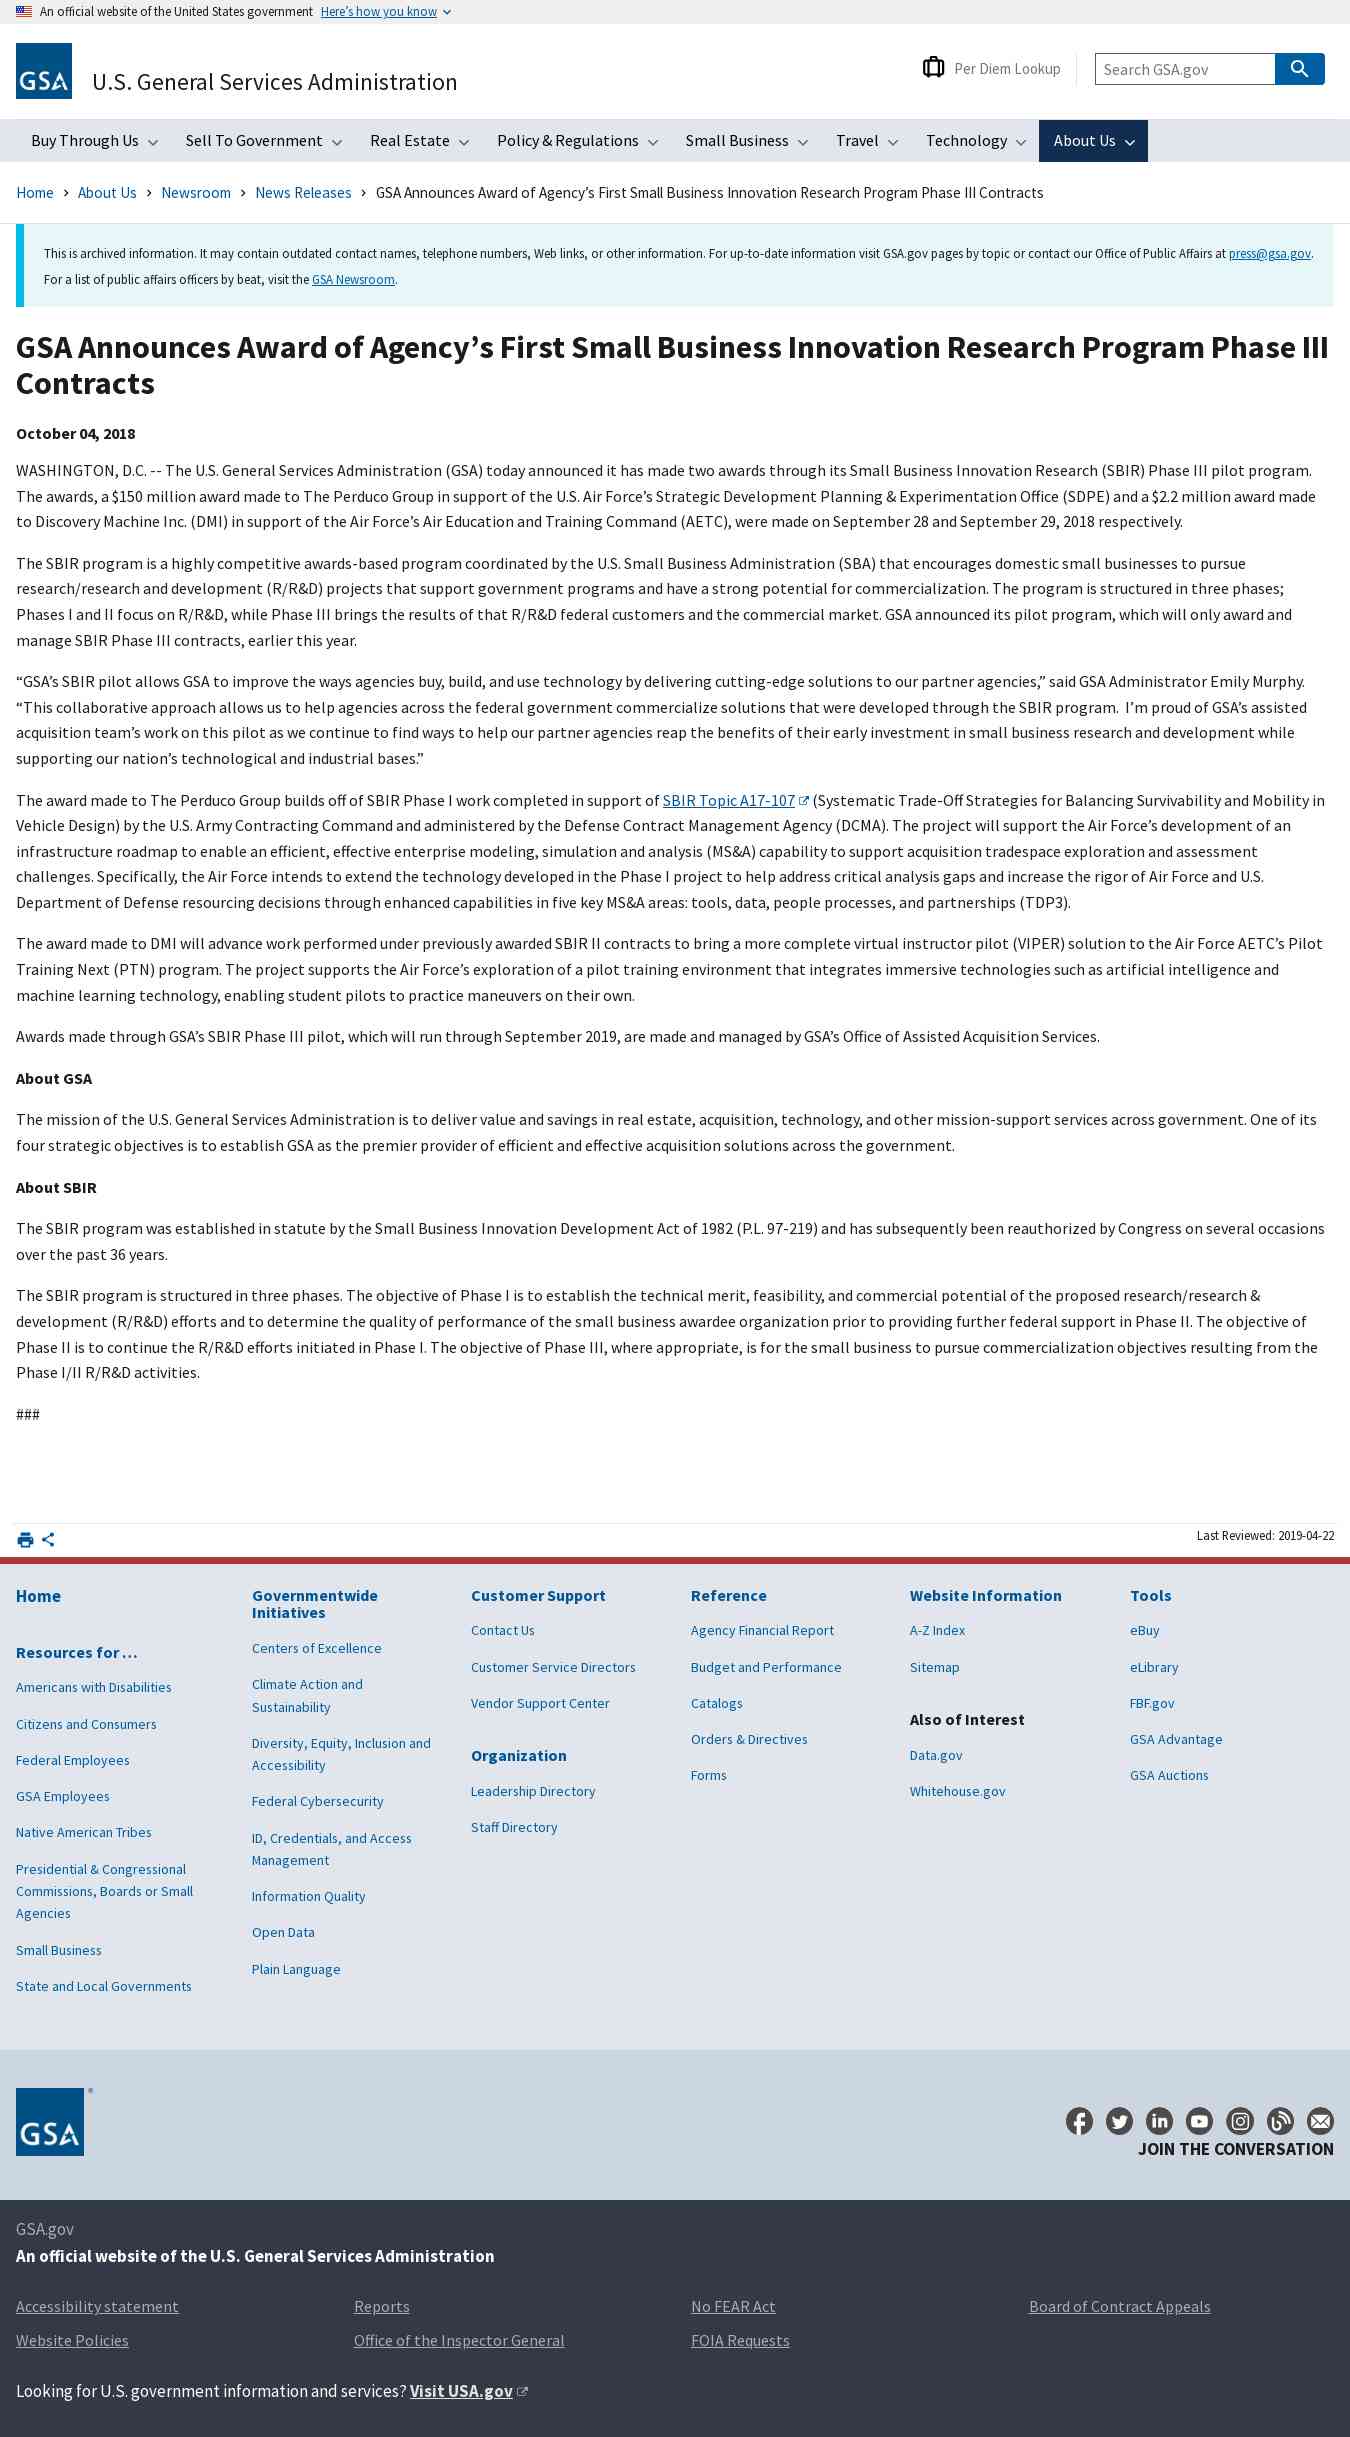 An official website of the United States government Here's how you know
GSA
U.S. General Services Administration
Per Diem Lookup
Search GSA.gov
Buy Through Us Sell To Government Real Estate Policy & Regulations Small Business Travel Technology About Us
Home > About Us > Newsroom > News Releases > GSA Announces Award of Agency’s First Small Business Innovation Research Program Phase III Contracts
This is archived information. It may contain outdated contact names, telephone numbers, Web links, or other information. For up-to-date information visit GSA.gov pages by topic or contact our Office of Public Affairs at press@gsa.gov.
For a list of public affairs officers by beat, visit the GSA Newsroom.
GSA Announces Award of Agency’s First Small Business Innovation Research Program Phase III
Contracts
October 04, 2018
WASHINGTON, D.C. -- The U.S. General Services Administration (GSA) today announced it has made two awards through its Small Business Innovation Research (SBIR) Phase III pilot program.
The awards, a $150 million award made to The Perduco Group in support of the U.S. Air Force’s Strategic Development Planning & Experimentation Office (SDPE) and a $2.2 million award made
to Discovery Machine Inc. (DMI) in support of the Air Force’s Air Education and Training Command (AETC), were made on September 28 and September 29, 2018 respectively.
The SBIR program is a highly competitive awards-based program coordinated by the U.S. Small Business Administration (SBA) that encourages domestic small businesses to pursue
research/research and development (R/R&D) projects that support government programs and have a strong potential for commercialization. The program is structured in three phases;
Phases I and II focus on R/R&D, while Phase III brings the results of that R/R&D federal customers and the commercial market. GSA announced its pilot program, which will only award and
manage SBIR Phase III contracts, earlier this year.
“GSA’s SBIR pilot allows GSA to improve the ways agencies buy, build, and use technology by delivering cutting-edge solutions to our partner agencies,” said GSA Administrator Emily Murphy.
“This collaborative approach allows us to help agencies across the federal government commercialize solutions that were developed through the SBIR program.  I’m proud of GSA’s assisted
acquisition team’s work on this pilot as we continue to find ways to help our partner agencies reap the benefits of their early investment in small business research and development while
supporting our nation’s technological and industrial bases.”
The award made to The Perduco Group builds off of SBIR Phase I work completed in support of SBIR Topic A17-107 (Systematic Trade-Off Strategies for Balancing Survivability and Mobility in
Vehicle Design) by the U.S. Army Contracting Command and administered by the Defense Contract Management Agency (DCMA). The project will support the Air Force’s development of an
infrastructure roadmap to enable an efficient, effective enterprise modeling, simulation and analysis (MS&A) capability to support acquisition tradespace exploration and assessment
challenges. Specifically, the Air Force intends to extend the technology developed in the Phase I project to help address critical analysis gaps and increase the rigor of Air Force and U.S.
Department of Defense resourcing decisions through enhanced capabilities in five key MS&A areas: tools, data, people processes, and partnerships (TDP3).
The award made to DMI will advance work performed under previously awarded SBIR II contracts to bring a more complete virtual instructor pilot (VIPER) solution to the Air Force AETC’s Pilot
Training Next (PTN) program. The project supports the Air Force’s exploration of a pilot training environment that integrates immersive technologies such as artificial intelligence and
machine learning technology, enabling student pilots to practice maneuvers on their own.
Awards made through GSA’s SBIR Phase III pilot, which will run through September 2019, are made and managed by GSA’s Office of Assisted Acquisition Services.
About GSA
The mission of the U.S. General Services Administration is to deliver value and savings in real estate, acquisition, technology, and other mission-support services across government. One of its
four strategic objectives is to establish GSA as the premier provider of efficient and effective acquisition solutions across the government.
About SBIR
The SBIR program was established in statute by the Small Business Innovation Development Act of 1982 (P.L. 97-219) and has subsequently been reauthorized by Congress on several occasions
over the past 36 years.
The SBIR program is structured in three phases. The objective of Phase I is to establish the technical merit, feasibility, and commercial potential of the proposed research/research &
development (R/R&D) efforts and to determine the quality of performance of the small business awardee organization prior to providing further federal support in Phase II. The objective of
Phase II is to continue the R/R&D efforts initiated in Phase I. The objective of Phase III, where appropriate, is for the small business to pursue commercialization objectives resulting from the
Phase I/II R/R&D activities.
###
Last Reviewed: 2019-04-22
Home
Resources for …
Americans with Disabilities
Citizens and Consumers
Federal Employees
GSA Employees
Native American Tribes
Presidential & Congressional
Commissions, Boards or Small
Agencies
Small Business
State and Local Governments
Governmentwide
Initiatives
Centers of Excellence
Climate Action and
Sustainability
Diversity, Equity, Inclusion and
Accessibility
Federal Cybersecurity
ID, Credentials, and Access
Management
Information Quality
Open Data
Plain Language
Customer Support
Contact Us
Customer Service Directors
Vendor Support Center
Organization
Leadership Directory
Staff Directory
Reference
Agency Financial Report
Budget and Performance
Catalogs
Orders & Directives
Forms
Website Information
A-Z Index
Sitemap
Also of Interest
Data.gov
Whitehouse.gov
Tools
eBuy
eLibrary
FBF.gov
GSA Advantage
GSA Auctions
GSA ®
JOIN THE CONVERSATION
GSA.gov
An official website of the U.S. General Services Administration
Accessibility statement Reports No FEAR Act Board of Contract Appeals
Website Policies Office of the Inspector General FOIA Requests
Looking for U.S. government information and services? Visit USA.gov